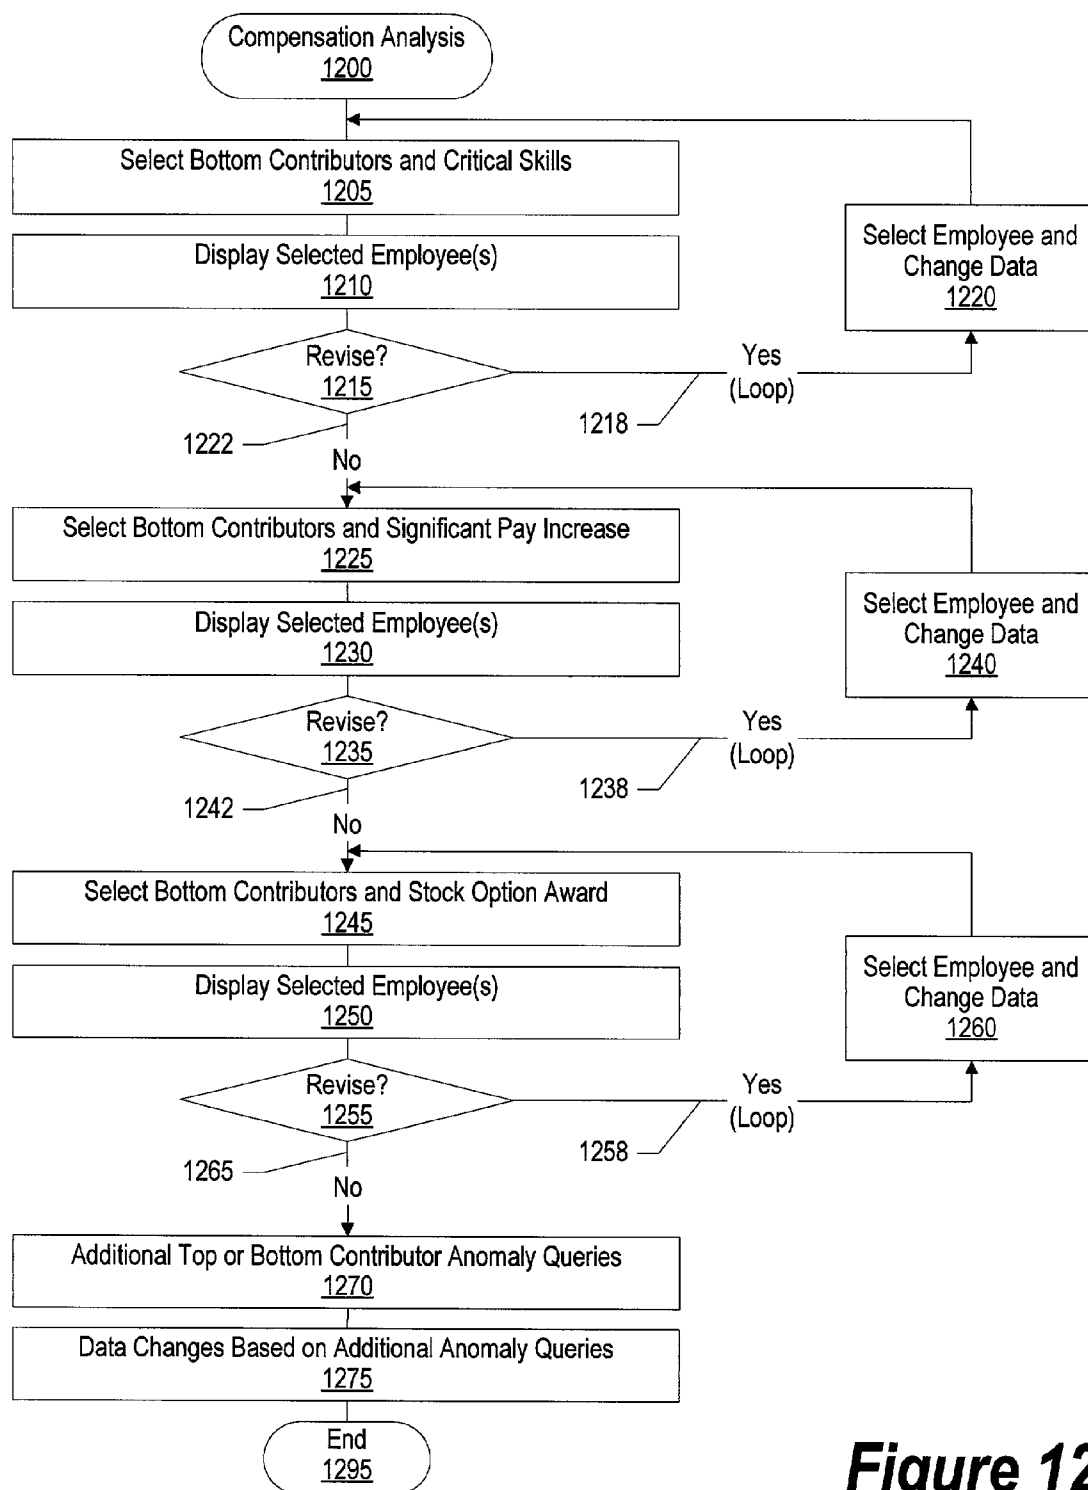 Compensation Analysis
1200
Select Bottom Contributors and Critical Skills
1205
Display Selected Employee(s)
1210
Select Employee and
Change Data
1220
Revise?
1215
Yes
(Loop)
1218
1222
No
Select Bottom Contributors and Significant Pay Increase
1225
Display Selected Employee(s)
1230
Select Employee and
Change Data
1240
Revise?
1235
Yes
(Loop)
1238
1242
No
Select Bottom Contributors and Stock Option Award
1245
Display Selected Employee(s)
1250
Select Employee and
Change Data
1260
Revise?
1255
Yes
(Loop)
1258
1265
No
Additional Top or Bottom Contributor Anomaly Queries
1270
Data Changes Based on Additional Anomaly Queries
1275
End
1295
Figure 12